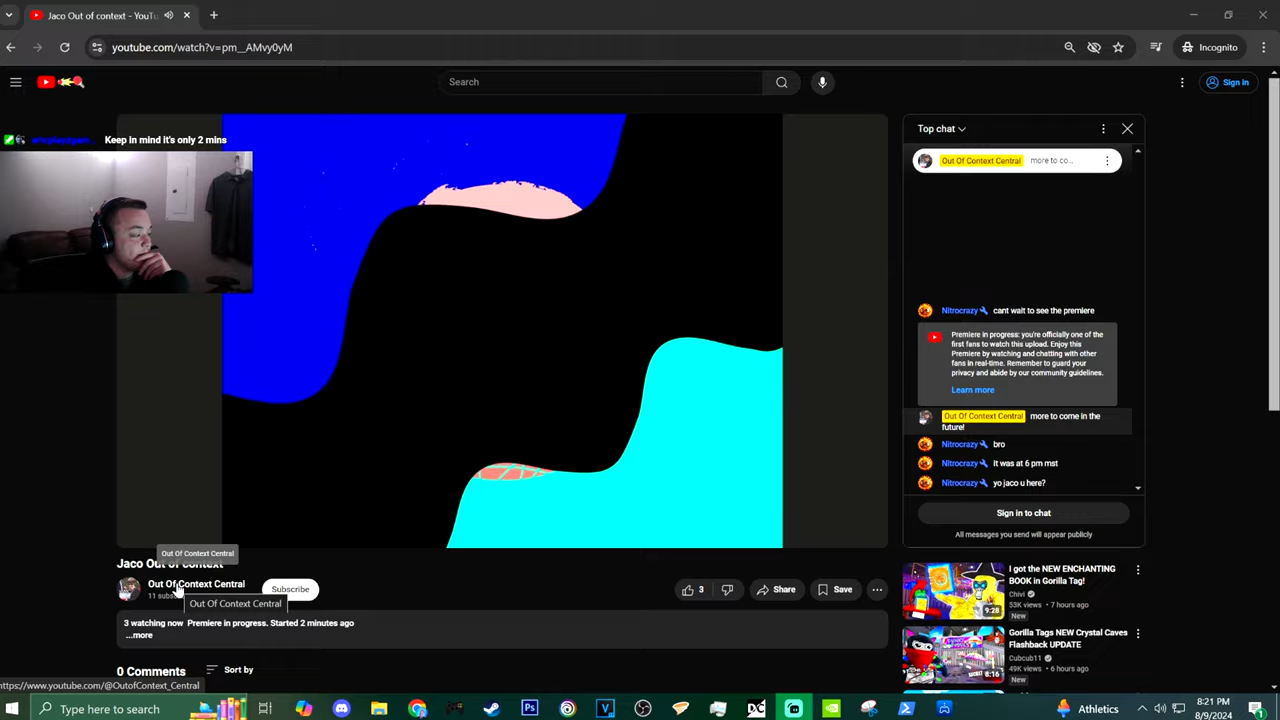 Jaco Out of context - YouTu
youtube.com/watch?v=pm__AMvy0yM
Incognito
Search
Sign in
Keep in mind it's only 2 mins
Top chat
Out Of Context Central more to co...
Nitrocrazy cant wait to see the premiere
Premiere in progress: you're officially one of the
first fans to watch this upload. Enjoy this
Premiere by watching and chatting with other
fans in real-time. Remember to guard your
privacy and abide by our community guidelines.
Learn more
Out Of Context Central more to come in the
future!
Nitrocrazy bro
Nitrocrazy It was at 6 pm mst
Nitrocrazy yo jaco u here?
Sign in to chat
All messages you send will appear publicly
Out Of Context Central
Jaco Out of context
Out Of Context Central
11 subs
Subscribe
Out Of Context Central
3
Share
Save
3 watching now Premiere in progress. Started 2 minutes ago
...more
0 Comments
Sort by
https://www.youtube.com/@OutofContext_Central
I got the NEW ENCHANTING
BOOK in Gorilla Tag!
Chivi
53K views • 7 hours ago
New
9:28
Gorilla Tags NEW Crystal Caves
Flashback UPDATE
Cubcub11
49K views • 6 hours ago
New
8:16
Type here to search
Athletics
8:21 PM
8/9/2024